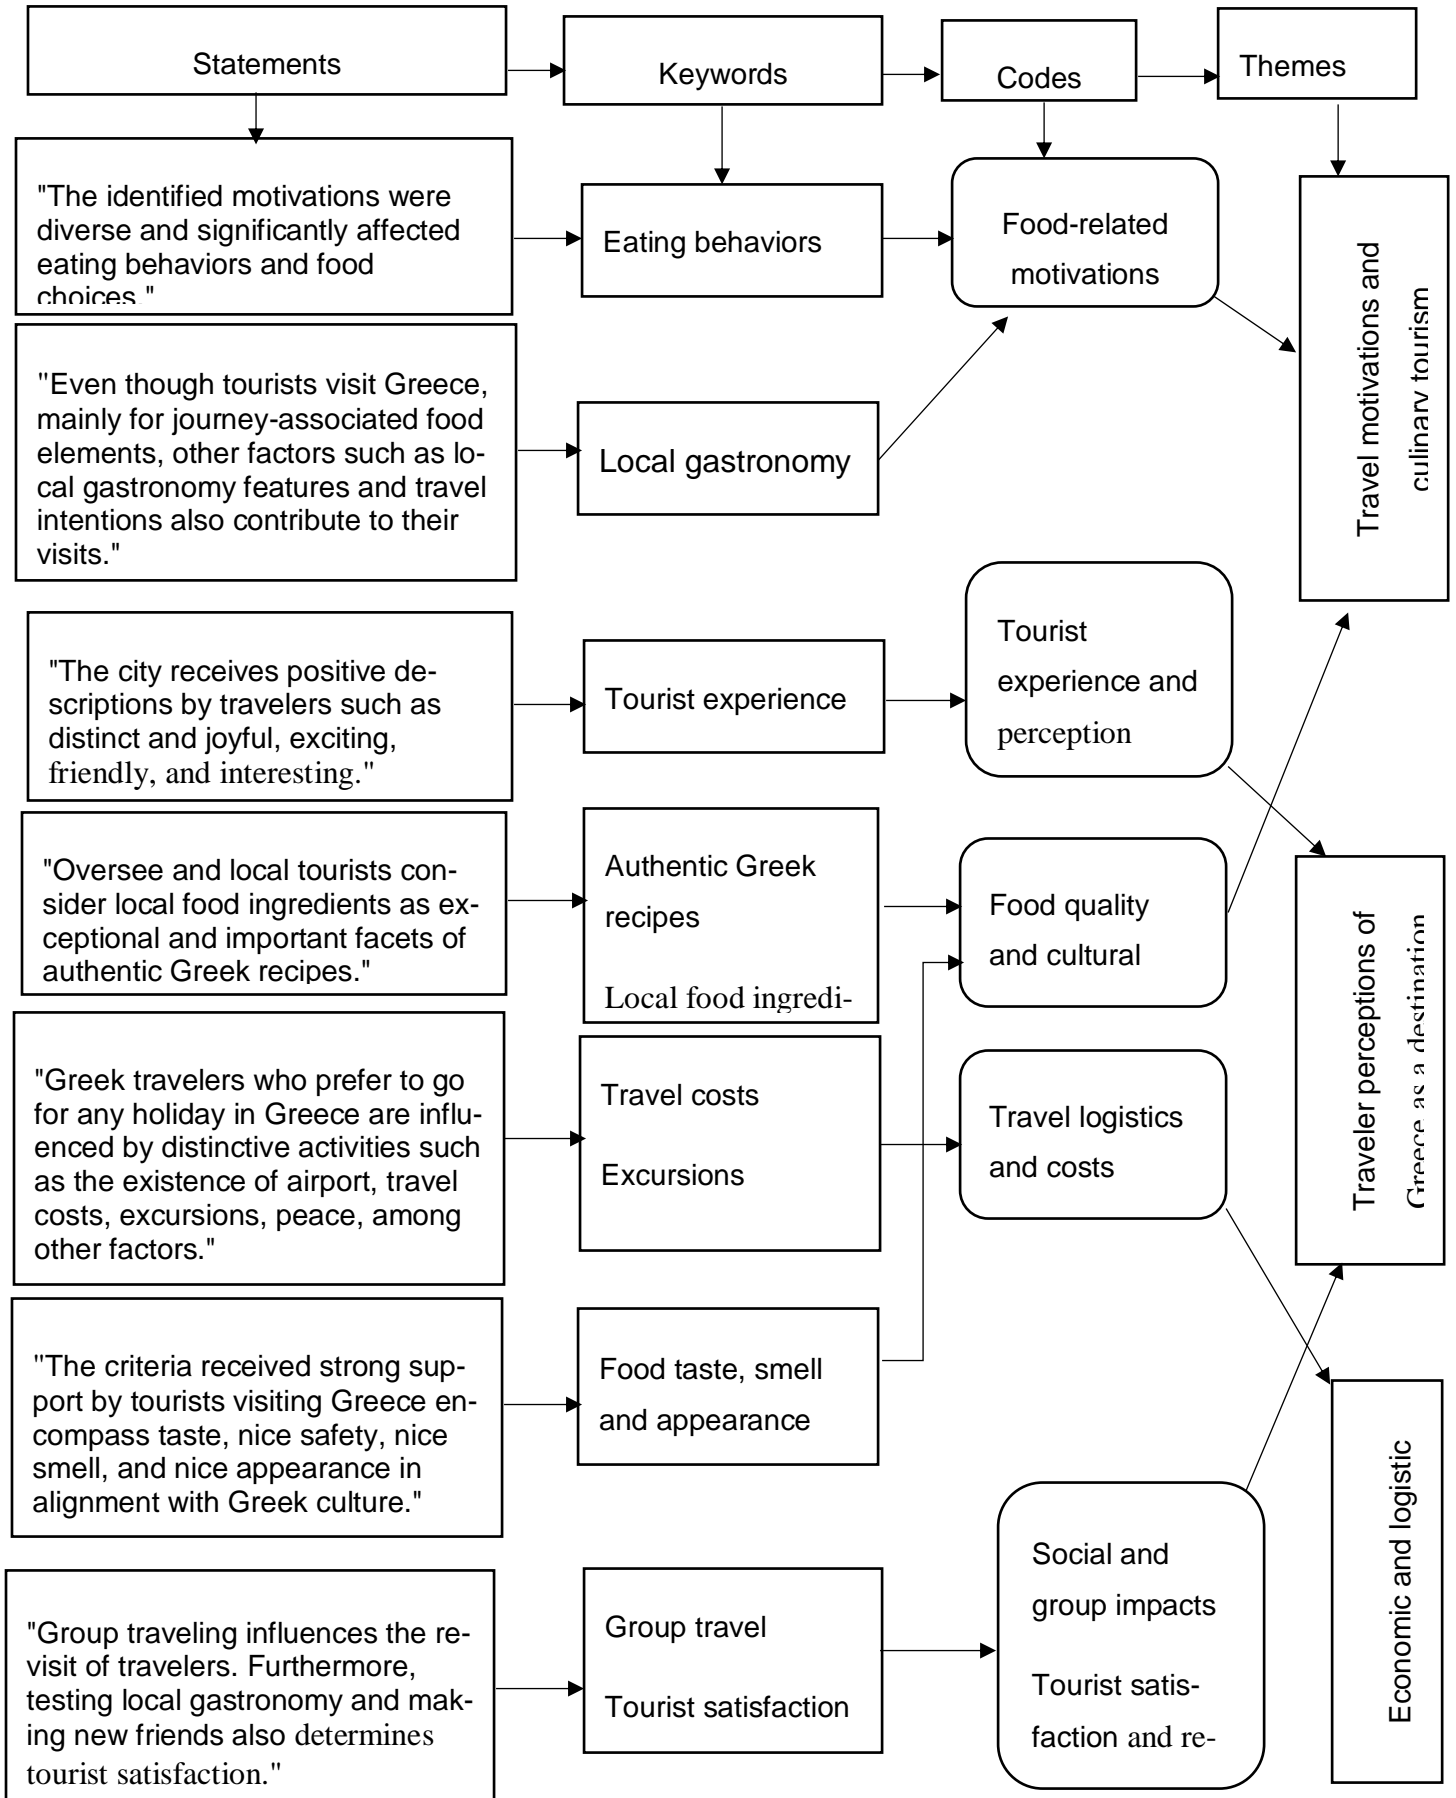 Statements
Keywords
Codes
Themes
"The identified motivations were
diverse and significantly affected
eating behaviors and food
choices."
Eating behaviors
Food-related
motivations
Travel motivations and
culinary tourism
"Even though tourists visit Greece,
mainly for journey-associated food
elements, other factors such as lo-
cal gastronomy features and travel
intentions also contribute to their
visits."
Local gastronomy
"The city receives positive de-
scriptions by travelers such as
distinct and joyful, exciting,
friendly, and interesting."
Tourist experience
Tourist
experience and
perception
Traveler perceptions of
Greece as a destination
"Oversee and local tourists con-
sider local food ingredients as ex-
ceptional and important facets of
authentic Greek recipes."
Authentic Greek
recipes
Local food ingredi-
Food quality
and cultural
"Greek travelers who prefer to go
for any holiday in Greece are influ-
enced by distinctive activities such
as the existence of airport, travel
costs, excursions, peace, among
other factors."
Travel costs
Excursions
Travel logistics
and costs
"The criteria received strong sup-
port by tourists visiting Greece en-
compass taste, nice safety, nice
smell, and nice appearance in
alignment with Greek culture."
Food taste, smell
and appearance
Economic and logistic
"Group traveling influences the re-
visit of travelers. Furthermore,
testing local gastronomy and mak-
ing new friends also determines
tourist satisfaction."
Group travel
Tourist satisfaction
Social and
group impacts
Tourist satis-
faction and re-